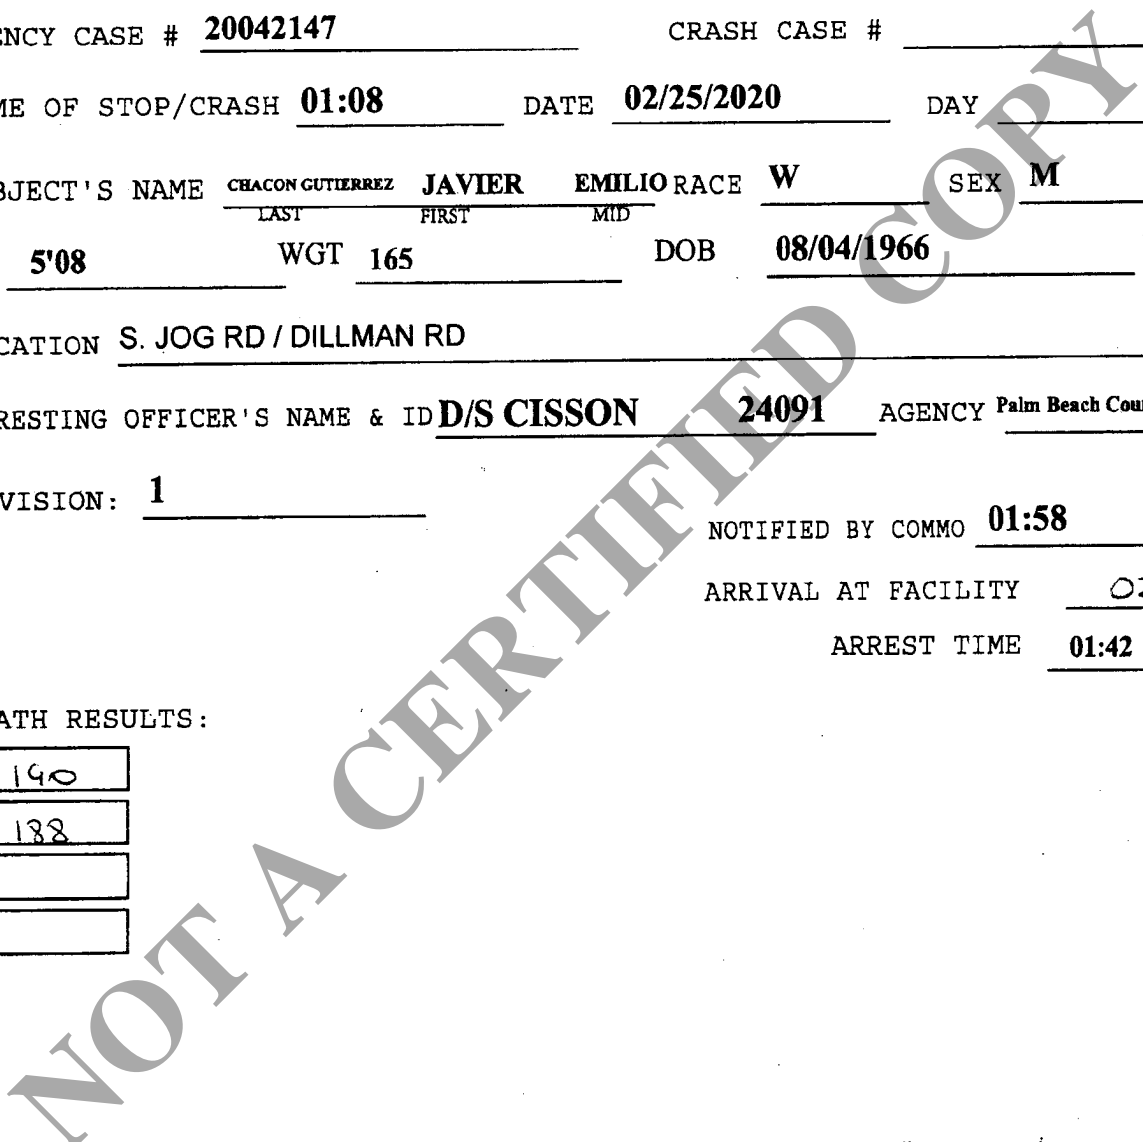 ENCY CASE # 20042147 CRASH CASE #
ME OF STOP/CRASH 01:08 DATE 02/25/2020 DAY
BJECT'S NAME CHACON GUTIERREZ JAVIER EMILIO RACE W SEX M
LAST FIRST MID
5'08 WGT 165 DOB 08/04/1966
CATION S. JOG RD / DILLMAN RD
RESTING OFFICER'S NAME & ID D/S CISSON 24091 AGENCY Palm Beach Cou
VISION: 1
NOTIFIED BY COMMO 01:58
ARRIVAL AT FACILITY 02
ARREST TIME 01:42
ATH RESULTS:
190
188
NOT A CERTIFIED COPY